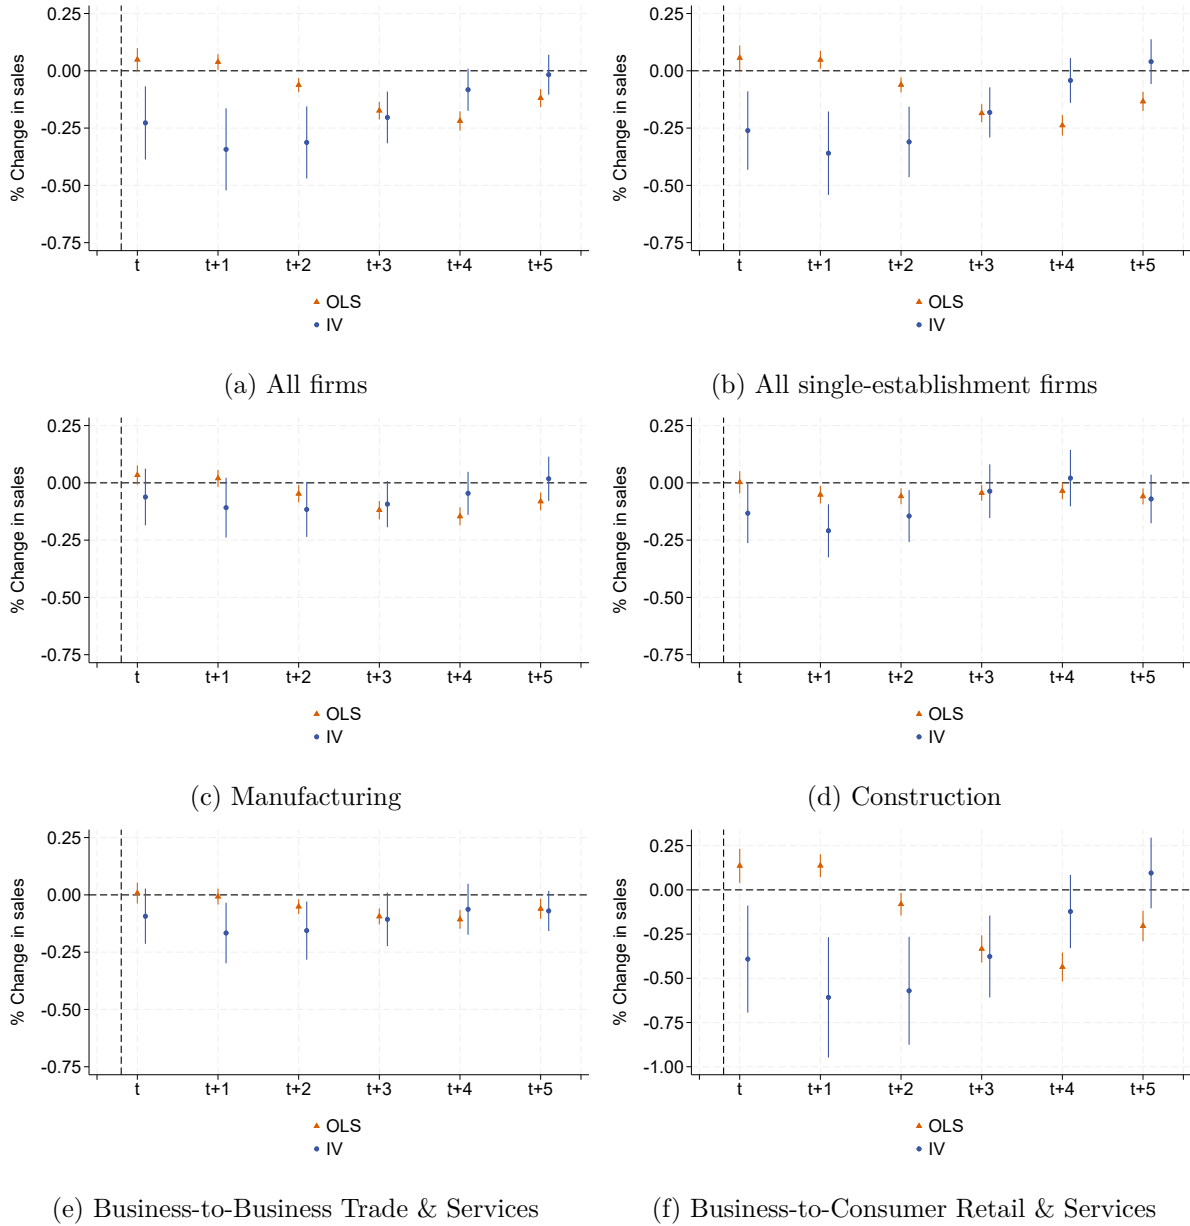 0.25
0.00
-0.25
-0.50
-0.75
% Change in sales
t t+1 t+2 t+3 t+4 t+5
OLS
IV
(a) All firms
0.25
0.00
-0.25
-0.50
-0.75
% Change in sales
t t+1 t+2 t+3 t+4 t+5
OLS
IV
(b) All single-establishment firms
0.25
0.00
-0.25
-0.50
-0.75
% Change in sales
t t+1 t+2 t+3 t+4 t+5
OLS
IV
(c) Manufacturing
0.25
0.00
-0.25
-0.50
-0.75
% Change in sales
t t+1 t+2 t+3 t+4 t+5
OLS
IV
(d) Construction
0.25
0.00
-0.25
-0.50
-0.75
% Change in sales
t t+1 t+2 t+3 t+4 t+5
OLS
IV
(e) Business-to-Business Trade & Services
0.25
0.00
-0.25
-0.50
-0.75
-1.00
% Change in sales
t t+1 t+2 t+3 t+4 t+5
OLS
IV
(f) Business-to-Consumer Retail & Services